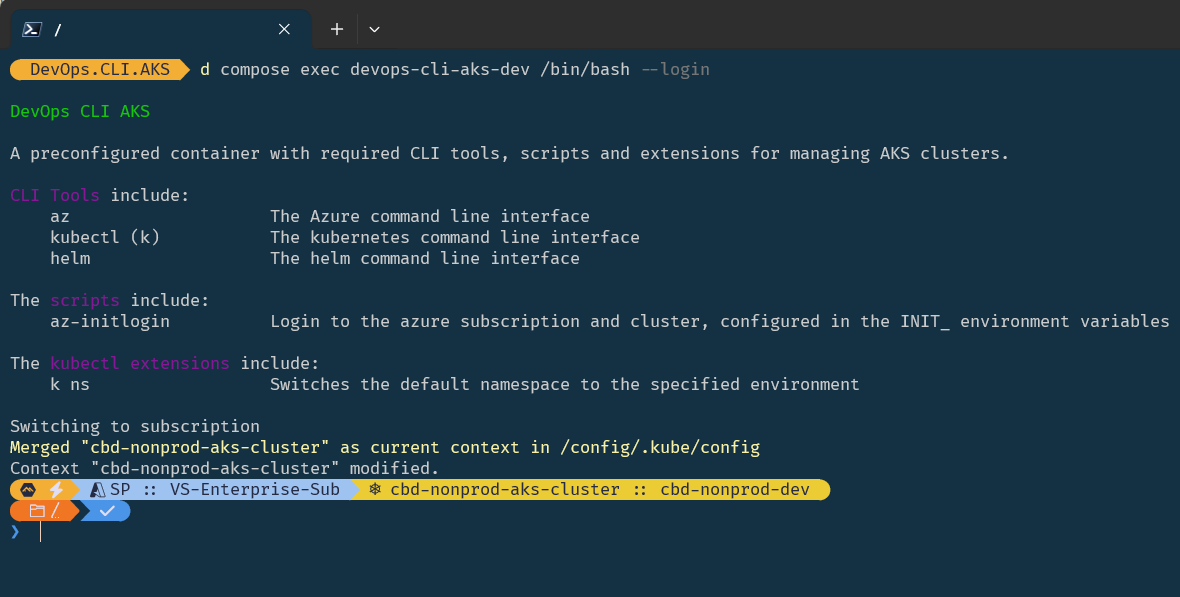 /
DevOps.CLI.AKS d compose exec devops-cli-aks-dev /bin/bash --login
DevOps CLI AKS
A preconfigured container with required CLI tools, scripts and extensions for managing AKS clusters.
CLI Tools include:
az The Azure command line interface
kubectl (k) The kubernetes command line interface
helm The helm command line interface
The scripts include:
az-initlogin Login to the azure subscription and cluster, configured in the INIT_ environment variables
The kubectl extensions include:
k ns Switches the default namespace to the specified environment
Switching to subscription
Merged "cbd-nonprod-aks-cluster" as current context in /config/.kube/config
Context "cbd-nonprod-aks-cluster" modified.
SP :: VS-Enterprise-Sub ⎈ cbd-nonprod-aks-cluster :: cbd-nonprod-dev
/ ✓
❯